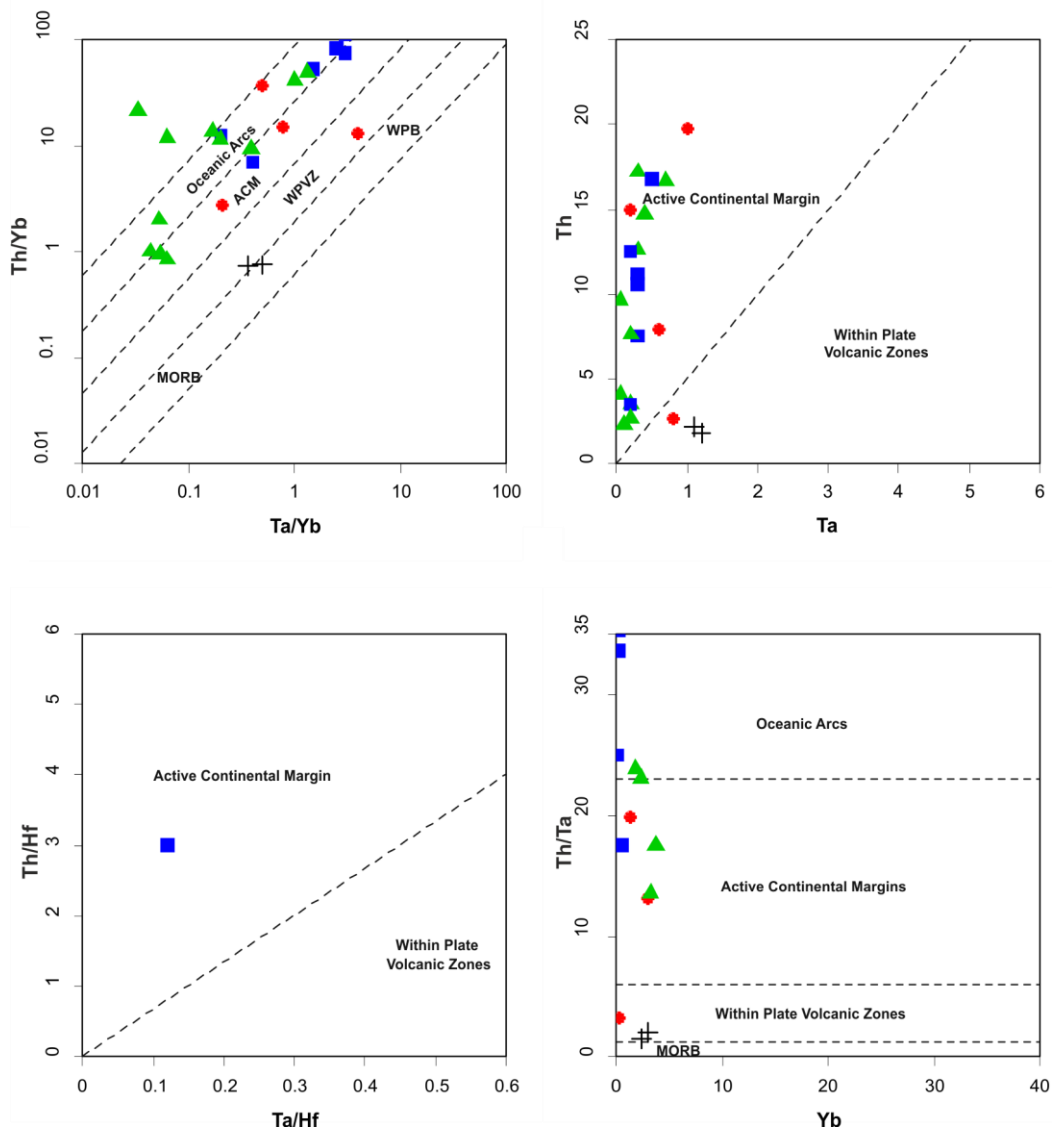 100
10
1
0.1
0.01
Th/Yb
Oceanic Arcs
ACM
WPVZ
WPB
MORB
0.01
0.1
1
10
100
Ta/Yb
25
20
15
10
5
0
Th
Active Continental Margin
Within Plate
Volcanic Zones
0
1
2
3
4
5
6
Ta
6
5
4
3
2
1
0
Th/Hf
Active Continental Margin
Within Plate
Volcanic Zones
0
0.1
0.2
0.3
0.4
0.5
0.6
Ta/Hf
35
30
20
10
0
Th/Ta
Oceanic Arcs
Active Continental Margins
Within Plate Volcanic Zones
MORB
0
10
20
30
40
Yb